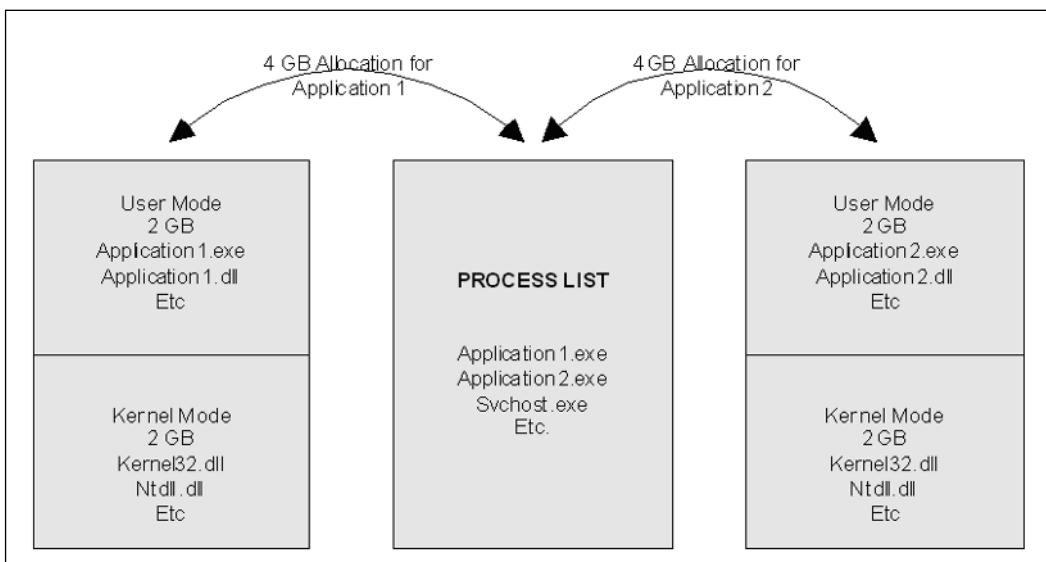 4 GB Allocation for
Application 1
4 GB Allocation for
Application 2
User Mode
2 GB
Application 1.exe
Application 1.dll
Etc
Kernel Mode
2 GB
Kernel32.dll
Ntdll.dll
Etc
PROCESS LIST
Application 1.exe
Application 2.exe
Svchost.exe
Etc.
User Mode
2 GB
Application 2.exe
Application 2.dll
Etc
Kernel Mode
2 GB
Kernel32.dll
Ntdll.dll
Etc